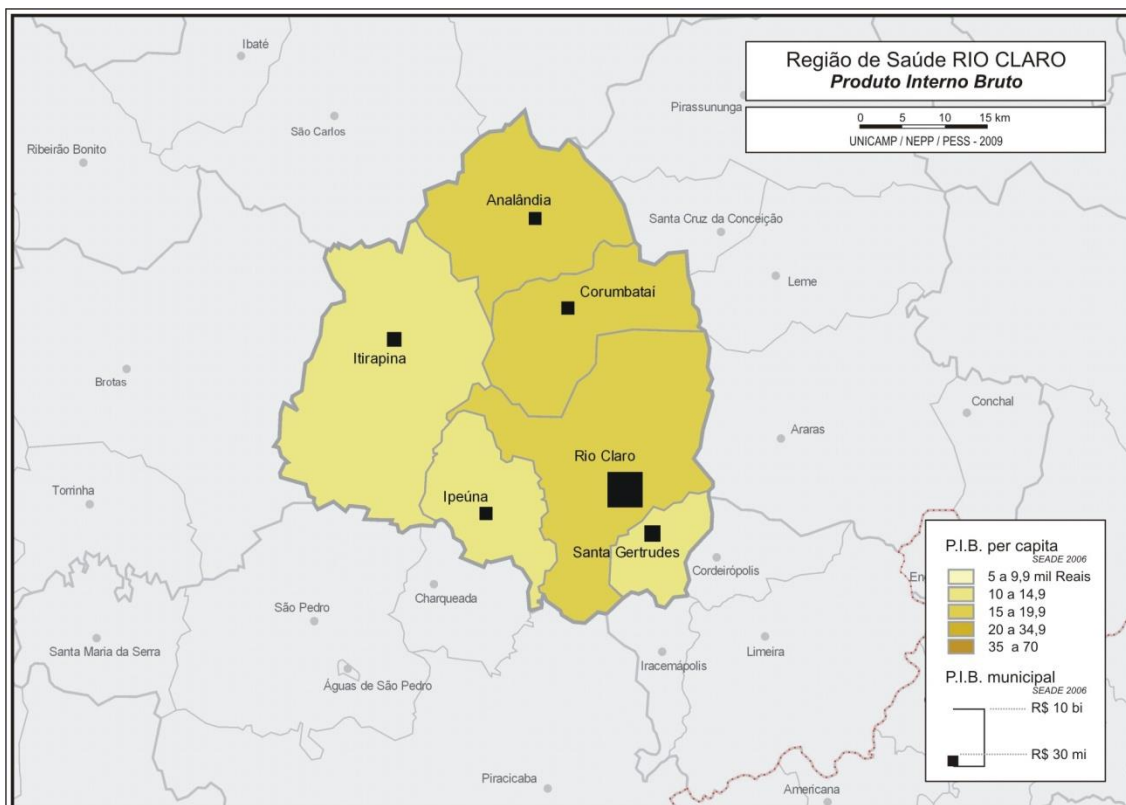 Região de Saúde RIO CLARO
Produto Interno Bruto
0 5 10 15 km
UNICAMP / NEPP / PESS - 2009
Ibaté
Pirassununga
São Carlos
Ribeirão Bonito
Analândia
Santa Cruz da Conceição
Leme
Corumbataí
Itirapina
Brotas
Conchal
Araras
Rio Claro
Torrinha
Ipeúna
Santa Gertrudes
Cordeirópolis
Charqueada
São Pedro
Santa Maria da Serra
Águas de São Pedro
Iracemápolis
Limeira
Piracicaba
Americana
P.I.B. per capita
SEADE 2006
5 a 9,9 mil Reais
10 a 14,9
15 a 19,9
20 a 34,9
35 a 70
P.I.B. municipal
SEADE 2006
R$ 10 bi
R$ 30 mi